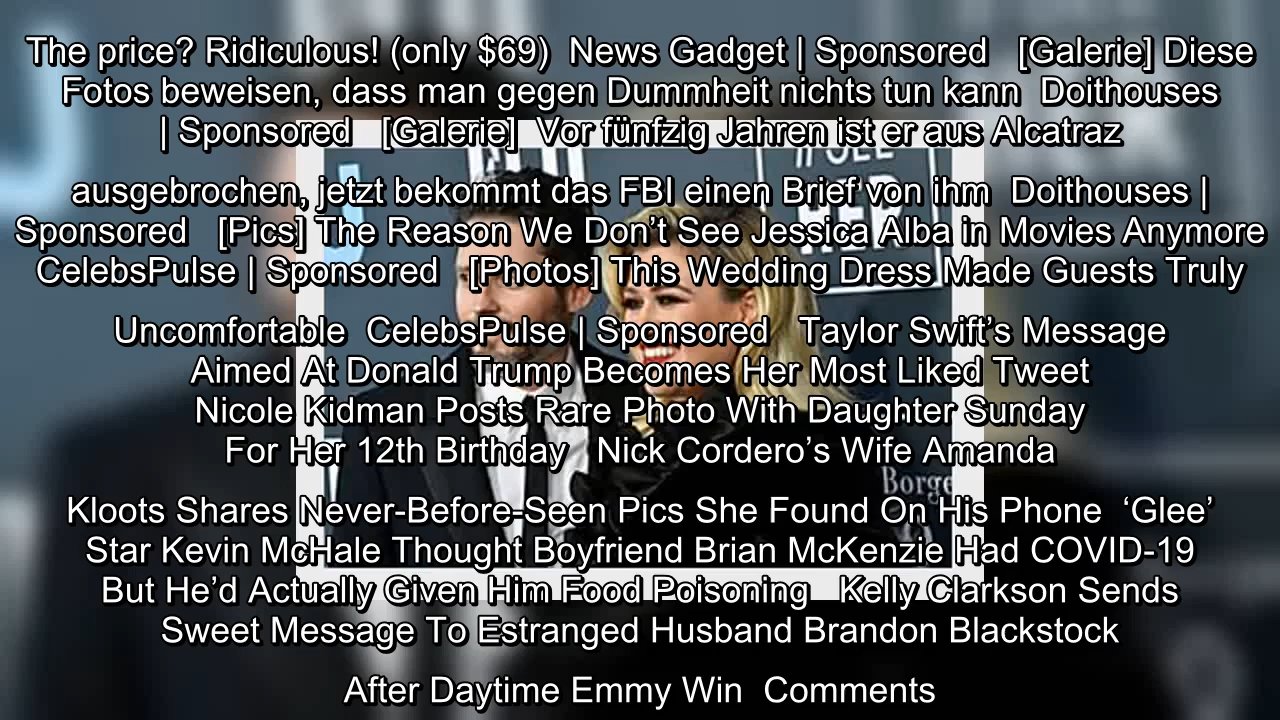 The price? Ridiculous! (only $69)  News Gadget | Sponsored   [Galerie] Diese
Fotos beweisen, dass man gegen Dummheit nichts tun kann  Doithouses
| Sponsored   [Galerie]  Vor fünfzig Jahren ist er aus Alcatraz
ausgebrochen, jetzt bekommt das FBI einen Brief von ihm  Doithouses |
Sponsored   [Pics] The Reason We Don’t See Jessica Alba in Movies Anymore
CelebsPulse | Sponsored   [Photos] This Wedding Dress Made Guests Truly
Uncomfortable  CelebsPulse | Sponsored   Taylor Swift’s Message
Aimed At Donald Trump Becomes Her Most Liked Tweet
Nicole Kidman Posts Rare Photo With Daughter Sunday
For Her 12th Birthday   Nick Cordero’s Wife Amanda
Borge
Kloots Shares Never-Before-Seen Pics She Found On His Phone  ‘Glee’
Star Kevin McHale Thought Boyfriend Brian McKenzie Had COVID-19
But He’d Actually Given Him Food Poisoning   Kelly Clarkson Sends
Sweet Message To Estranged Husband Brandon Blackstock
After Daytime Emmy Win  Comments